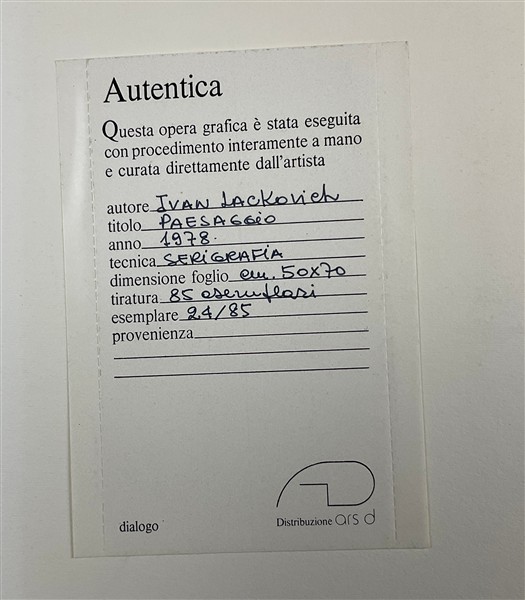 Autentica
Questa opera grafica è stata eseguita
con procedimento interamente a mano
e curata direttamente dall'artista
autore IVAN LACKOVICH
titolo PAESAGGIO
anno 1978.
tecnica SERIGRAFIA
dimensione foglio cm. 50x70
tiratura 85 esemplari
esemplare 24/85
provenienza
dialogo
Distribuzione ars d